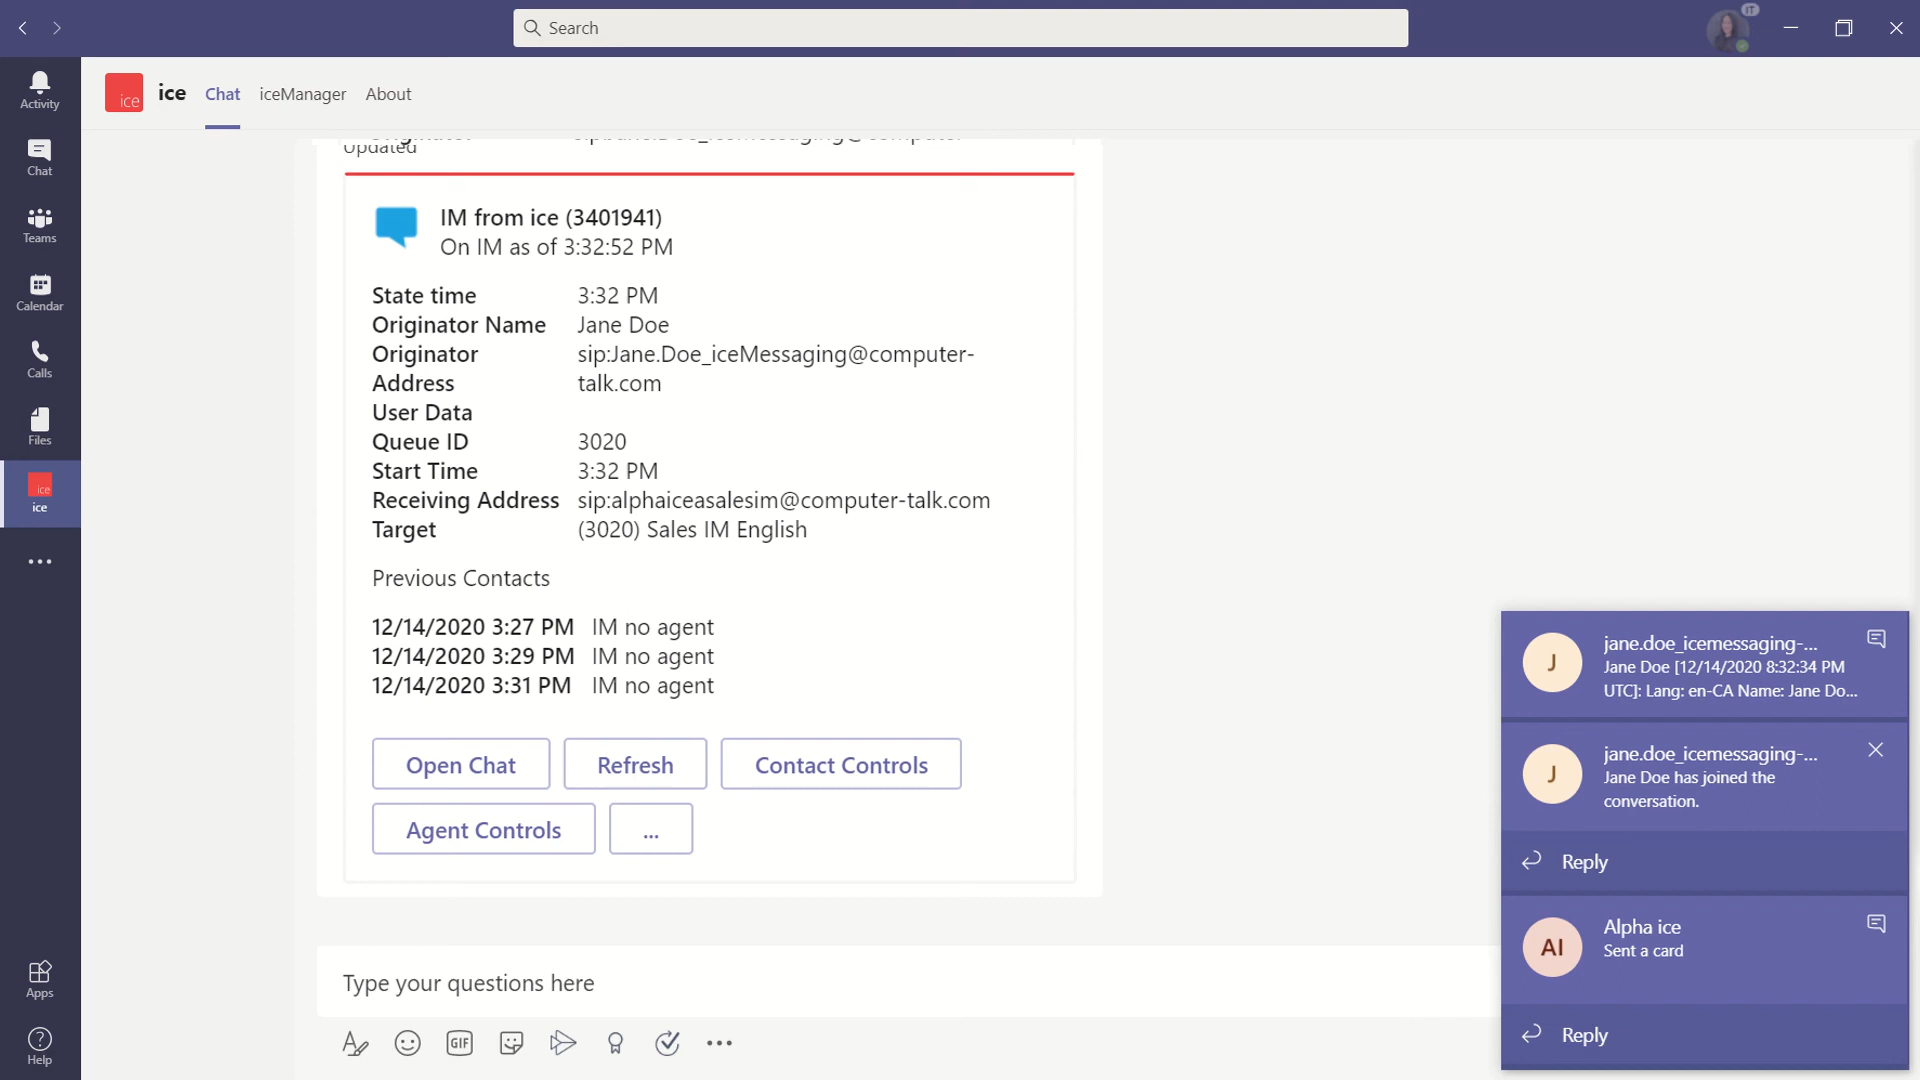 Search
IT
Activity
Chat
Teams
Calendar
Calls
Files
ice
ice
Apps
Help
ice
ice
Chat
iceManager
About
Updated
IM from ice (3401941)
On IM as of 3:32:52 PM
State time 3:32 PM
Originator Name Jane Doe
Originator sip:Jane.Doe_iceMessaging@computer-
Address talk.com
User Data
Queue ID 3020
Start Time 3:32 PM
Receiving Address sip:alphaiceasalesim@computer-talk.com
Target (3020) Sales IM English
Previous Contacts
12/14/2020 3:27 PM IM no agent
12/14/2020 3:29 PM IM no agent
12/14/2020 3:31 PM IM no agent
Open Chat
Refresh
Contact Controls
Agent Controls
...
Type your questions here
GIF
J
jane.doe_icemessaging-...
Jane Doe [12/14/2020 8:32:34 PM
UTC]: Lang: en-CA Name: Jane Do...
J
jane.doe_icemessaging-...
Jane Doe has joined the
conversation.
Reply
AI
Alpha ice
Sent a card
Reply